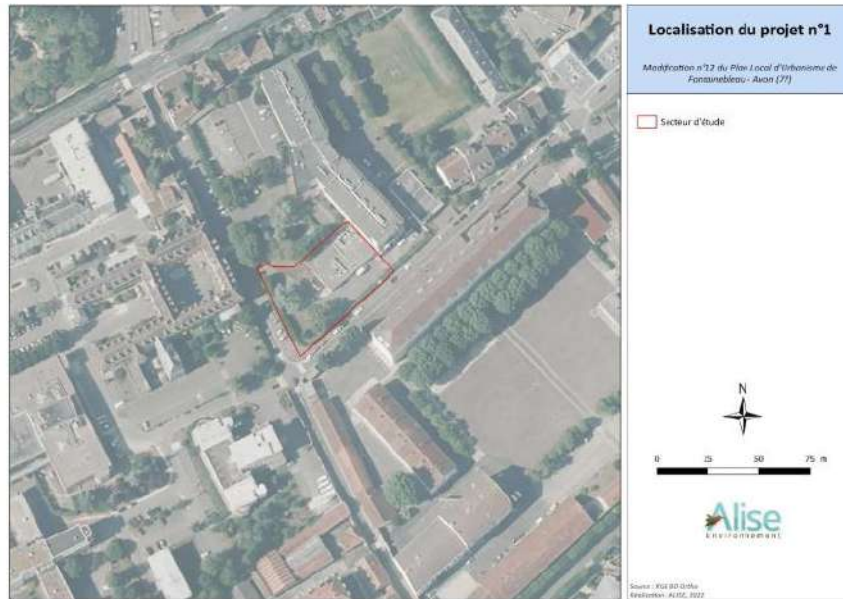 Localisation du projet n°1
Modification n°12 du Plan Local d'Urbanisme de
Fontainebleau - Avon (77)
Secteur d'étude
N
0 25 50 75 m
Alise
Environnement
Source : IGN BD Ortho
Réalisation : ALISE, 2022